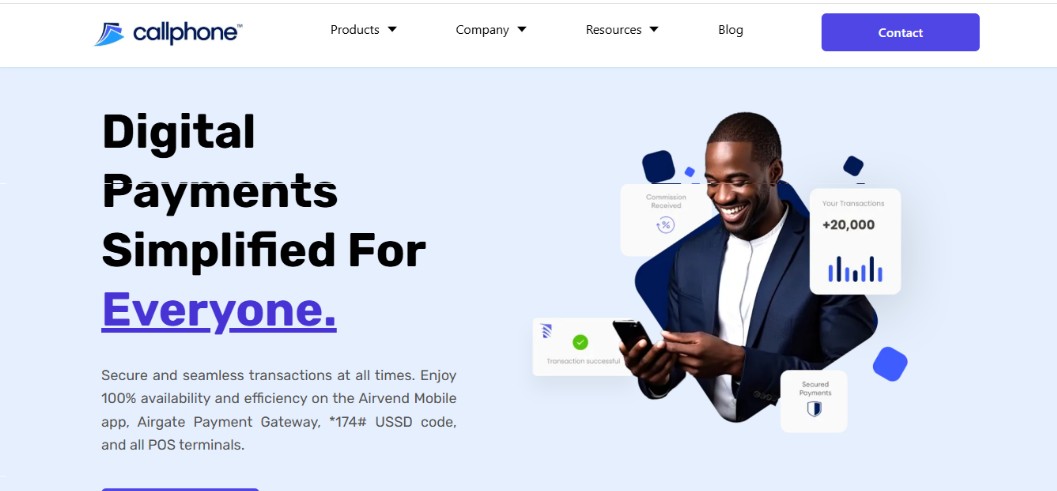 callphone™
Products
Company
Resources
Blog
Contact
Digital
Payments
Simplified For
Everyone.
Secure and seamless transactions at all times. Enjoy
100% availability and efficiency on the Airvend Mobile
app, Airgate Payment Gateway, *174# USSD code,
and all POS terminals.
Commission
Received
%
Your Transactions
+20,000
Transaction successful
Secured
Payments